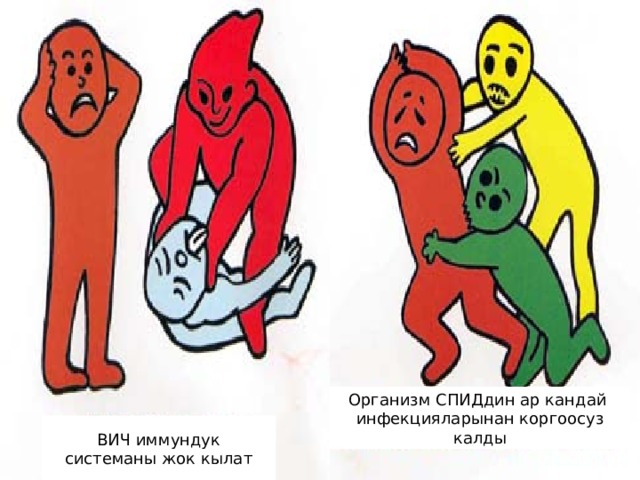 ВИЧ иммундук
системаны жок кылат
Организм СПИДдин ар кандай
инфекцияларынан коргоосуз
калды